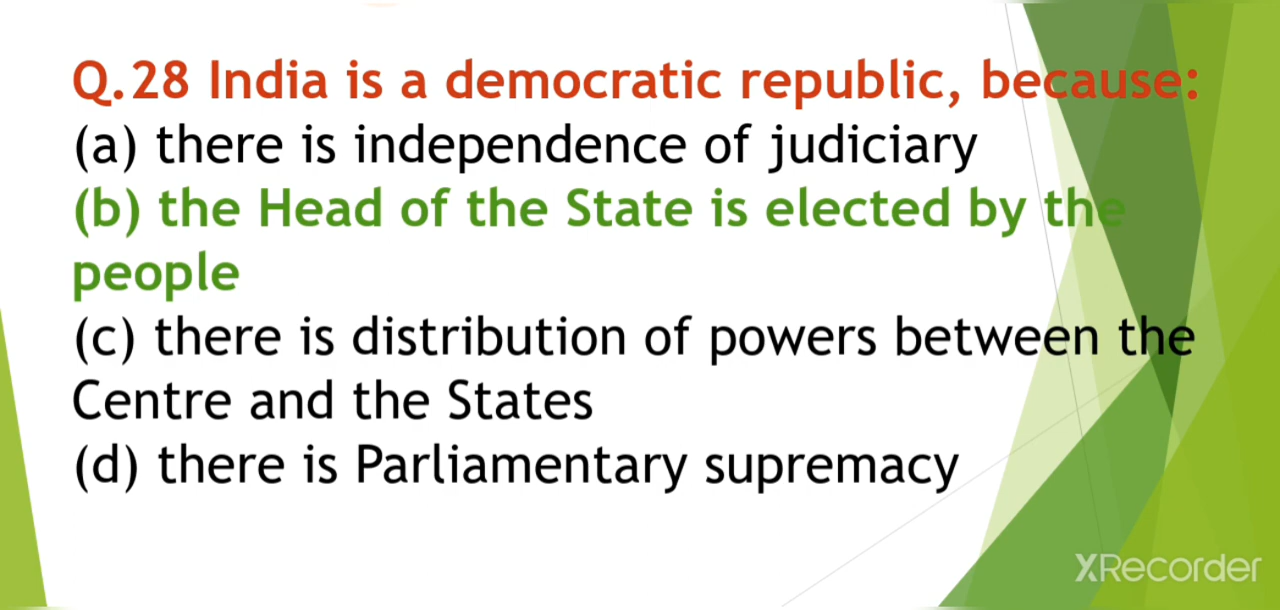 Q.28 India is a democratic republic, because:
(a) there is independence of judiciary
(b) the Head of the State is elected by the
people
(c) there is distribution of powers between the
Centre and the States
(d) there is Parliamentary supremacy
XRecorder